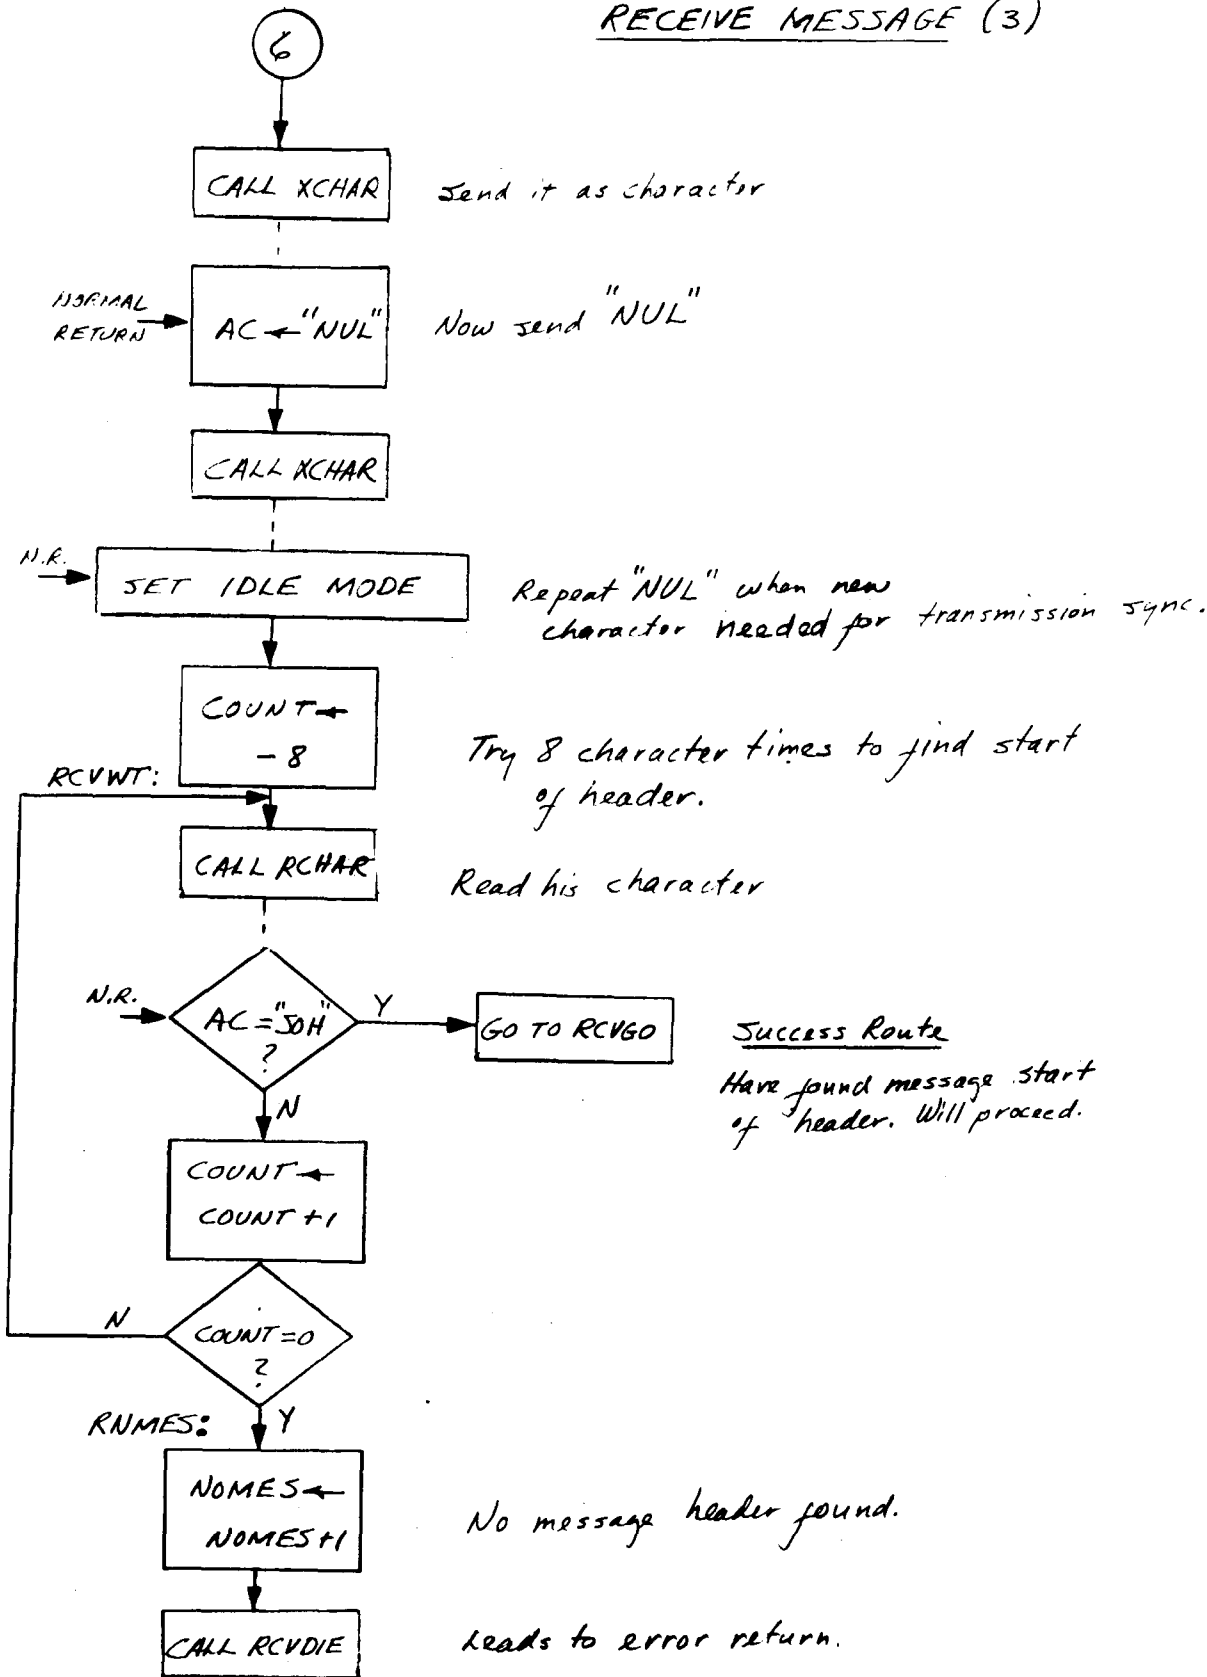 RECEIVE MESSAGE (3)
6
CALL XCHAR
Send it as character
NORMAL
RETURN
AC ← "NUL"
Now send "NUL"
CALL XCHAR
N.R.
SET IDLE MODE
Repeat "NUL" when new
character needed for transmission sync.
COUNT ←
- 8
Try 8 character times to find start
of header.
RCVWT:
CALL RCHAR
Read his character
N.R.
AC = "SOH"
?
Y
GO TO RCVGO
Success Route
Have found message start
of header. Will proceed.
N
COUNT ←
COUNT +1
N
COUNT = 0
?
RNMES:
Y
NOMES ←
NOMES +1
No message header found.
CALL RCVDIE
Leads to error return.